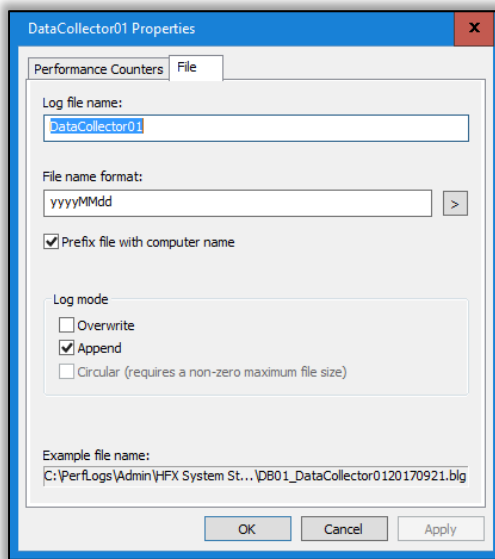 DataCollector01 Properties
x
Performance Counters File
Log file name:
DataCollector01
File name format:
yyyyMMdd
>
Prefix file with computer name
Log mode
Overwrite
Append
Circular (requires a non-zero maximum file size)
Example file name:
C:\PerfLogs\Admin\HFX System St...\DB01_DataCollector0120170921.blg
OK Cancel Apply